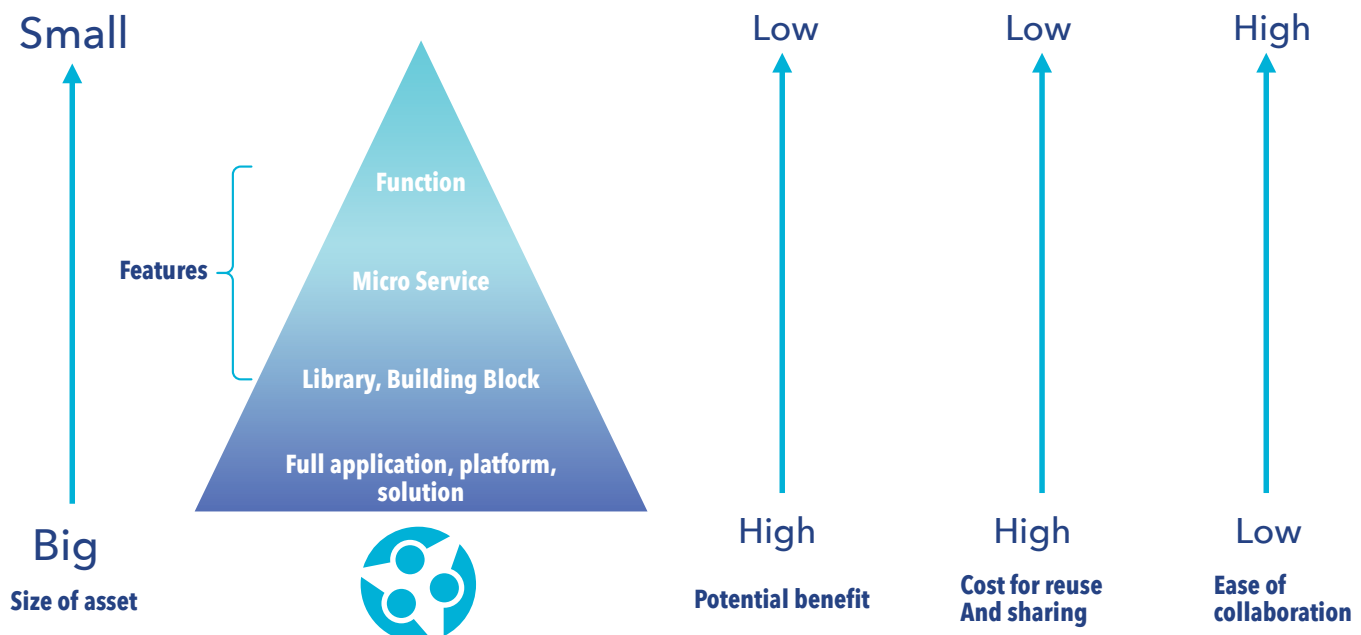 Small
Low
Low
High
Function
Features
Micro Service
Library, Building Block
Full application, platform,
solution
Big
High
High
Low
Size of asset
Potential benefit
Cost for reuse
And sharing
Ease of
collaboration